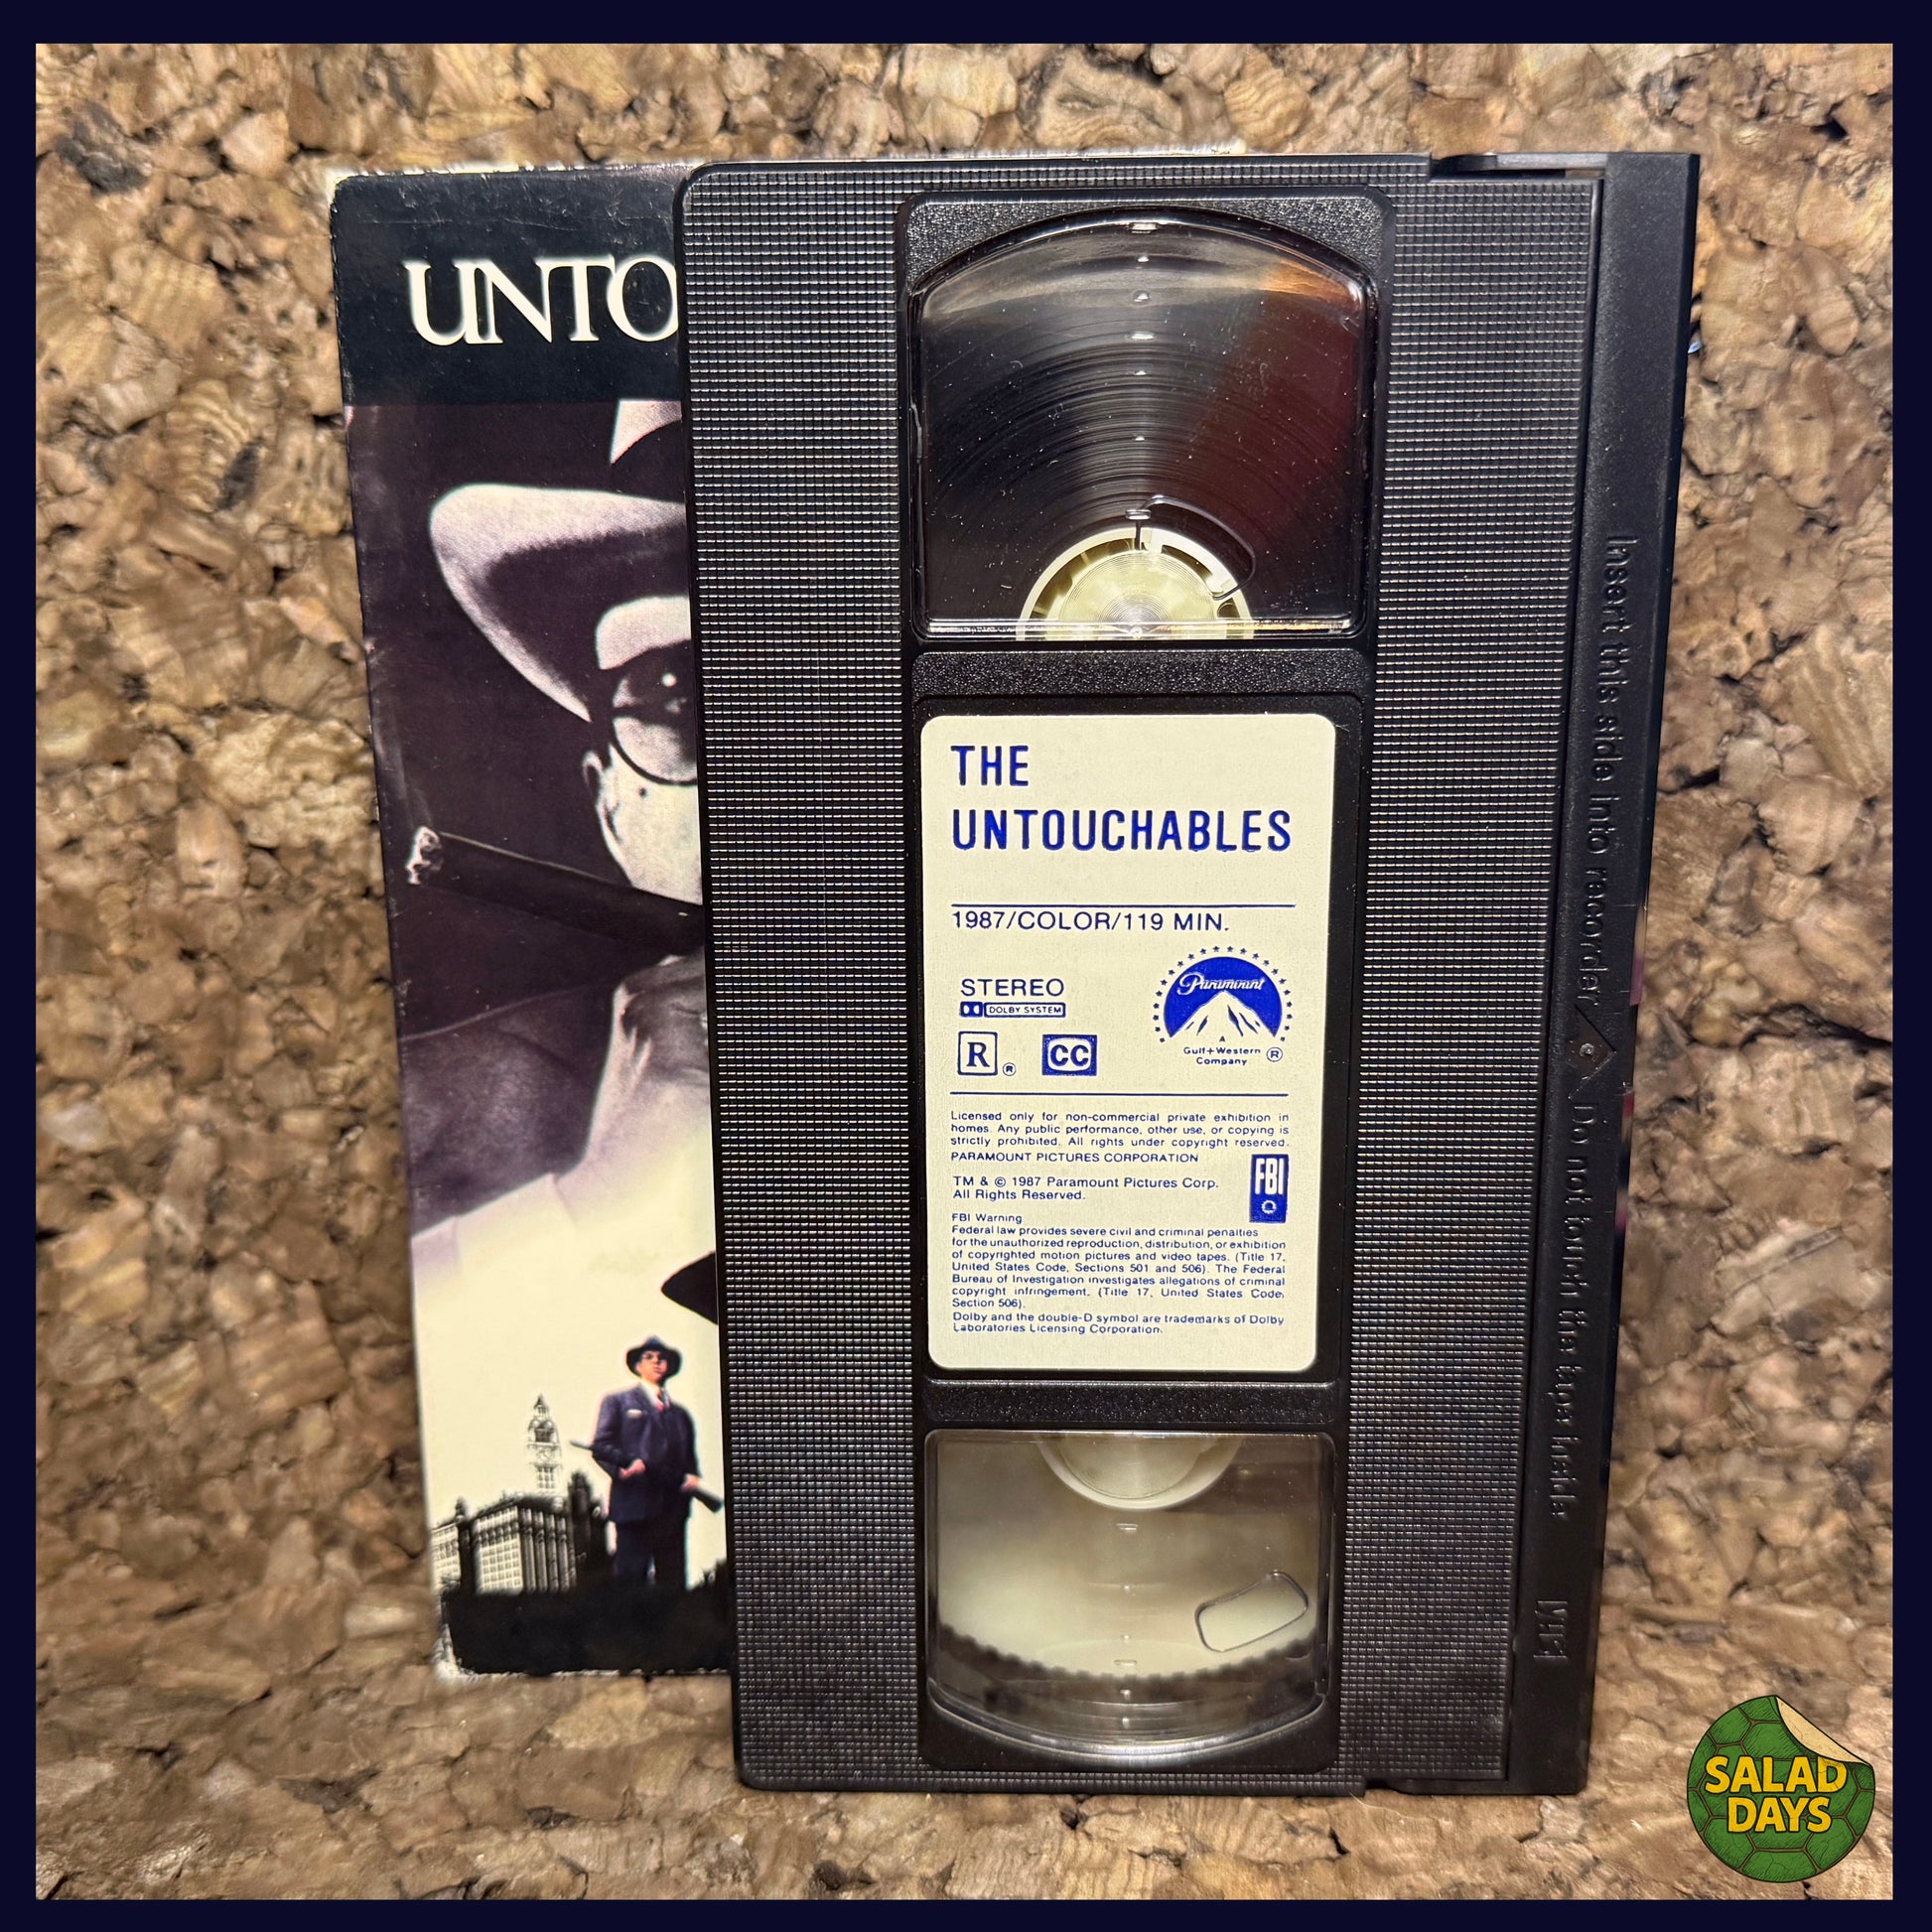 UNTO
THE
UNTOUCHABLES
1987/COLOR/119 MIN.
STEREO
DOLBY SYSTEM
R ®
CC
Paramount
A
Gulf+Western ®
Company
Licensed only for non-commercial private exhibition in
homes. Any public performance, other use, or copying is
strictly prohibited. All rights under copyright reserved.
PARAMOUNT PICTURES CORPORATION
TM & © 1987 Paramount Pictures Corp.
All Rights Reserved.
FBI
FBI Warning
Federal law provides severe civil and criminal penalties
for the unauthorized reproduction, distribution, or exhibition
of copyrighted motion pictures and video tapes. (Title 17,
United States Code, Sections 501 and 506). The Federal
Bureau of Investigation investigates allegations of criminal
copyright infringement. (Title 17, United States Code,
Section 506).
Dolby and the double-D symbol are trademarks of Dolby
Laboratories Licensing Corporation.
Insert this side into recorder
Do not touch the tape inside
VHS
SALAD
DAYS